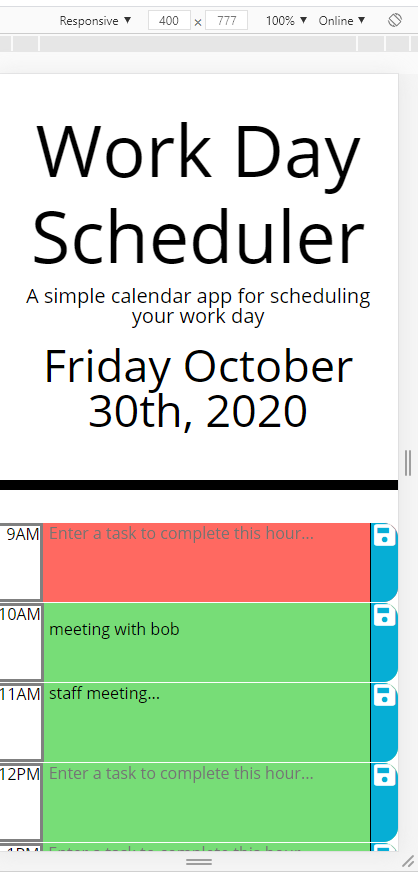 Responsive ▼ 400 × 777 100% ▼ Online ▼
Work Day
Scheduler
A simple calendar app for scheduling
your work day
Friday October
30th, 2020
9AM Enter a task to complete this hour...
10AM
meeting with bob
11AM staff meeting...
12PM Enter a task to complete this hour...
1PM Enter a task to complete this hour...